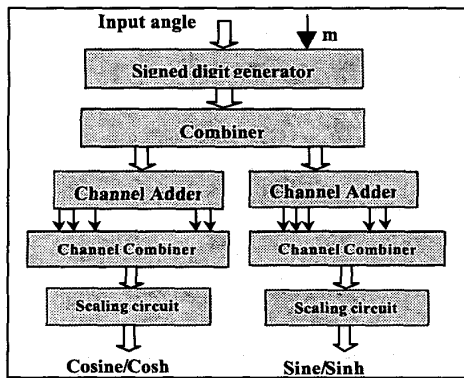 Input angle
m
Signed digit generator
Combiner
Channel Adder
Channel Adder
Channel Combiner
Channel Combiner
Scaling circuit
Scaling circuit
Cosine/Cosh
Sine/Sinh